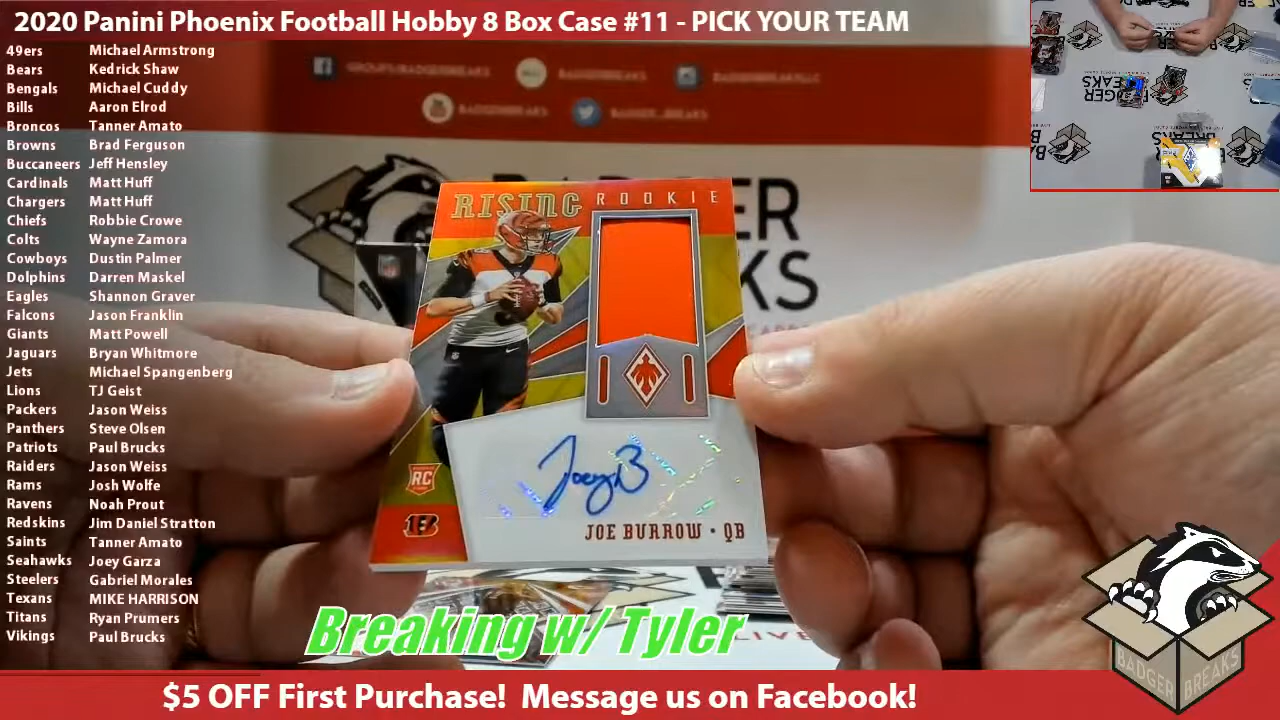 2020 Panini Phoenix Football Hobby 8 Box Case #11 - PICK YOUR TEAM
49ers Michael Armstrong
Bears Kedrick Shaw
Bengals Michael Cuddy
Bills Aaron Elrod
Broncos Tanner Amato
Browns Brad Ferguson
Buccaneers Jeff Hensley
Cardinals Matt Huff
Chargers Matt Huff
Chiefs Robbie Crowe
Colts Wayne Zamora
Cowboys Dustin Palmer
Dolphins Darren Maskel
Eagles Shannon Graver
Falcons Jason Franklin
Giants Matt Powell
Jaguars Bryan Whitmore
Jets Michael Spangenberg
Lions TJ Geist
Packers Jason Weiss
Panthers Steve Olsen
Patriots Paul Brucks
Raiders Jason Weiss
Rams Josh Wolfe
Ravens Noah Prout
Redskins Jim Daniel Stratton
Saints Tanner Amato
Seahawks Joey Garza
Steelers Gabriel Morales
Texans MIKE HARRISON
Titans Ryan Prumers
Vikings Paul Brucks
RISING ROOKIE
RC
Joey B
JOE BURROW • QB
Breaking w/ Tyler
BADGER BREAKS
$5 OFF First Purchase! Message us on Facebook!